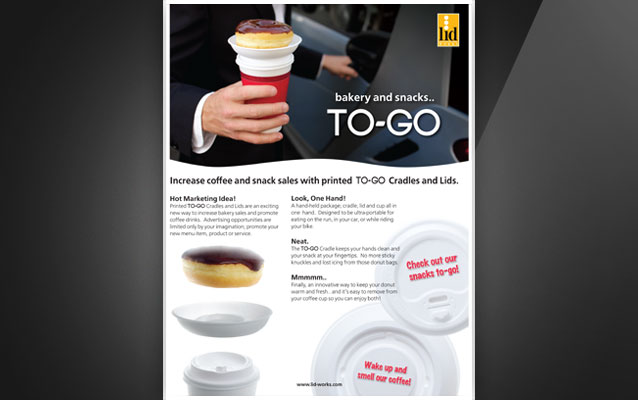 lid
bakery and snacks..
TO-GO
Increase coffee and snack sales with printed TO-GO Cradles and Lids.
Hot Marketing Idea!
Printed TO-GO Cradles and Lids are an exciting
new way to increase bakery sales and promote
coffee drinks. Advertising opportunities are
limited only by your imagination, promote your
new menu item, product or service.
Look, One Hand!
A hand-held package, cradle, lid and cup all in
one hand. Designed to be ultra-portable for
eating on the run, in your car, or while riding
your bike.
Neat.
The TO-GO Cradle keeps your hands clean and
your snack at your fingertips. No more sticky
knuckles and lost icing from those donut bags.
Mmmmm..
Finally, an innovative way to keep your donut
warm and fresh.. and it's easy to remove from
your coffee cup so you can enjoy both!
Check out our
snacks to-go!
Wake up and
smell our coffee!
www.lid-works.com